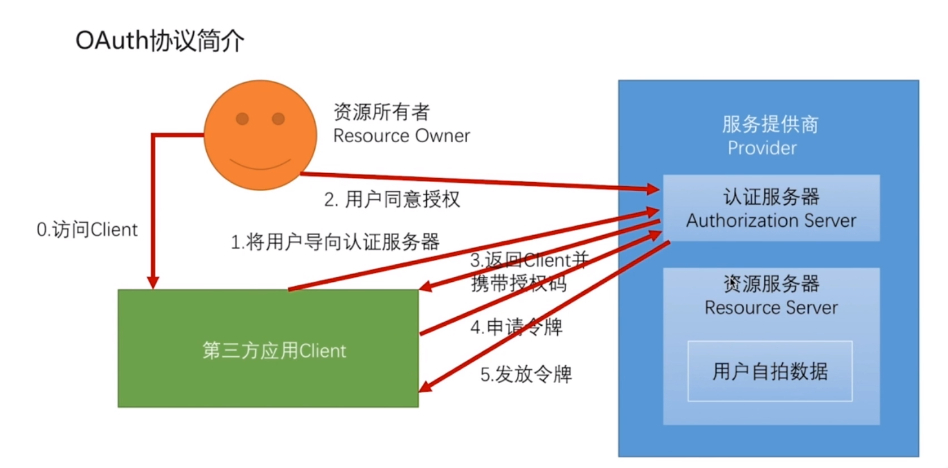 OAuth协议简介
资源所有者
Resource Owner
服务提供商
Provider
2. 用户同意授权
认证服务器
Authorization Server
0.访问Client
1.将用户导向认证服务器
3.返回Client并
携带授权码
资源服务器
Resource Server
4.申请令牌
第三方应用Client
5.发放令牌
用户自拍数据